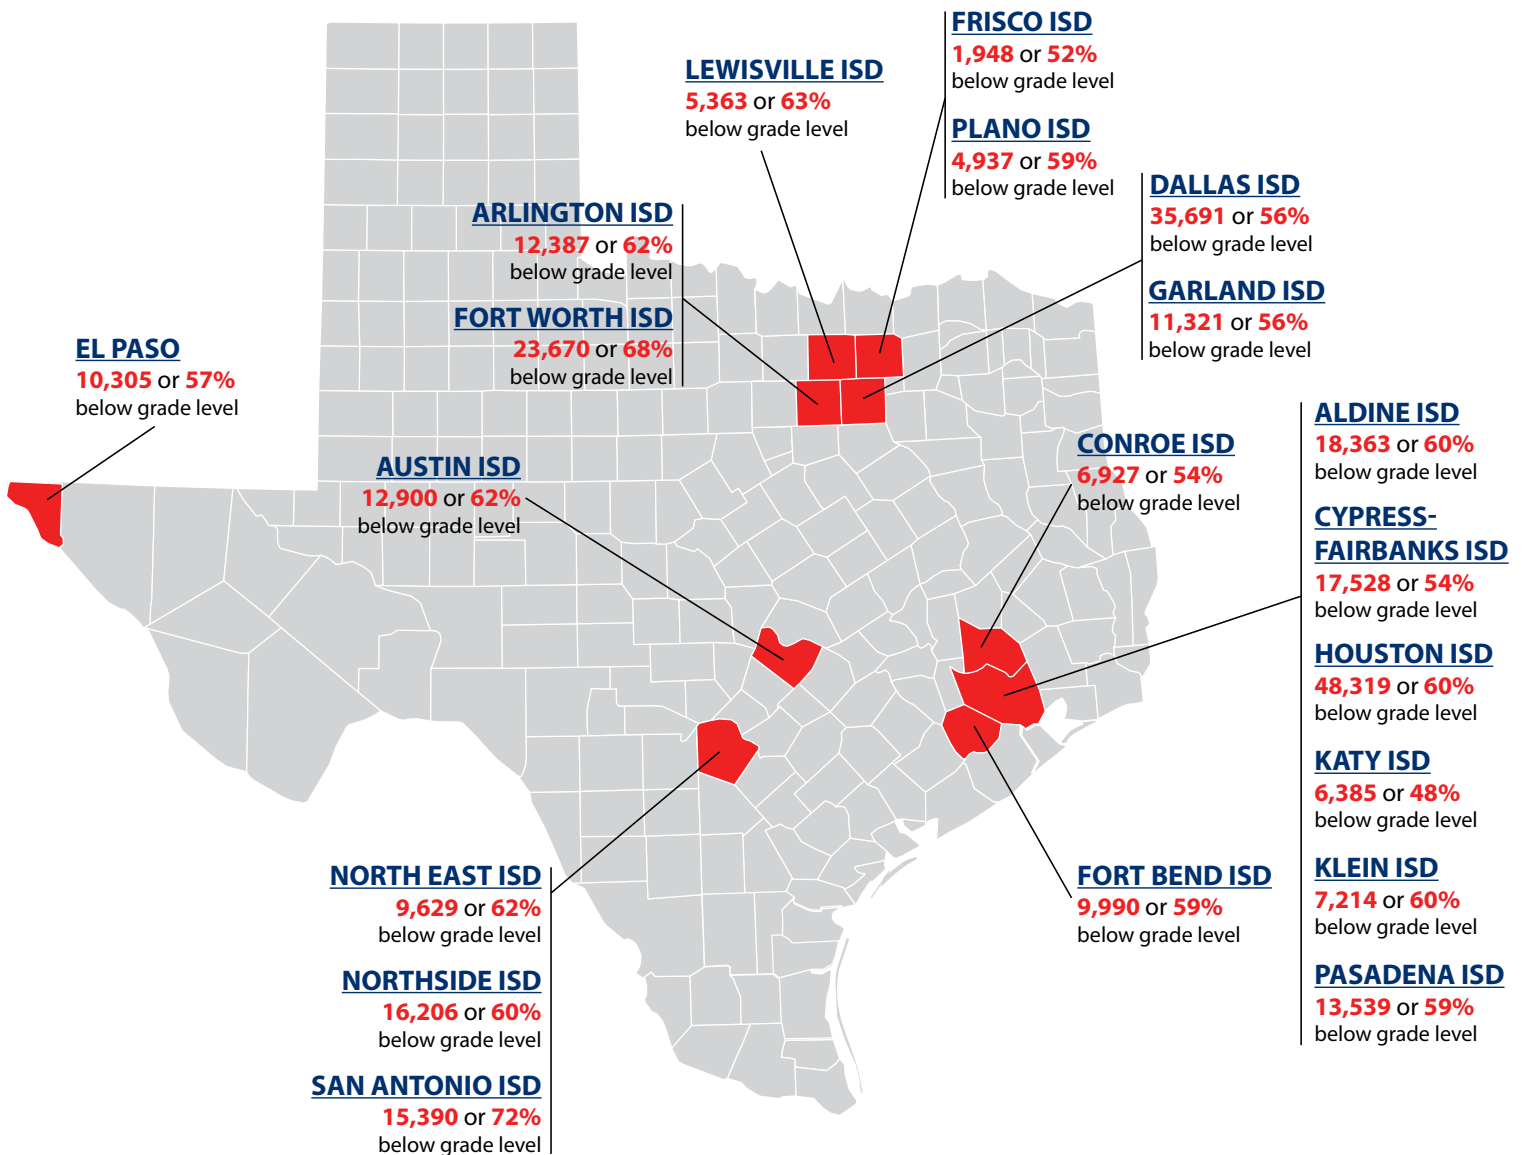 FRISCO ISD
1,948 or 52%
below grade level
PLANO ISD
4,937 or 59%
below grade level
LEWISVILLE ISD
5,363 or 63%
below grade level
DALLAS ISD
35,691 or 56%
below grade level
GARLAND ISD
11,321 or 56%
below grade level
ARLINGTON ISD
12,387 or 62%
below grade level
FORT WORTH ISD
23,670 or 68%
below grade level
EL PASO
10,305 or 57%
below grade level
AUSTIN ISD
12,900 or 62%
below grade level
CONROE ISD
6,927 or 54%
below grade level
ALDINE ISD
18,363 or 60%
below grade level
CYPRESS-
FAIRBANKS ISD
17,528 or 54%
below grade level
HOUSTON ISD
48,319 or 60%
below grade level
KATY ISD
6,385 or 48%
below grade level
KLEIN ISD
7,214 or 60%
below grade level
PASADENA ISD
13,539 or 59%
below grade level
FORT BEND ISD
9,990 or 59%
below grade level
NORTH EAST ISD
9,629 or 62%
below grade level
NORTHSIDE ISD
16,206 or 60%
below grade level
SAN ANTONIO ISD
15,390 or 72%
below grade level